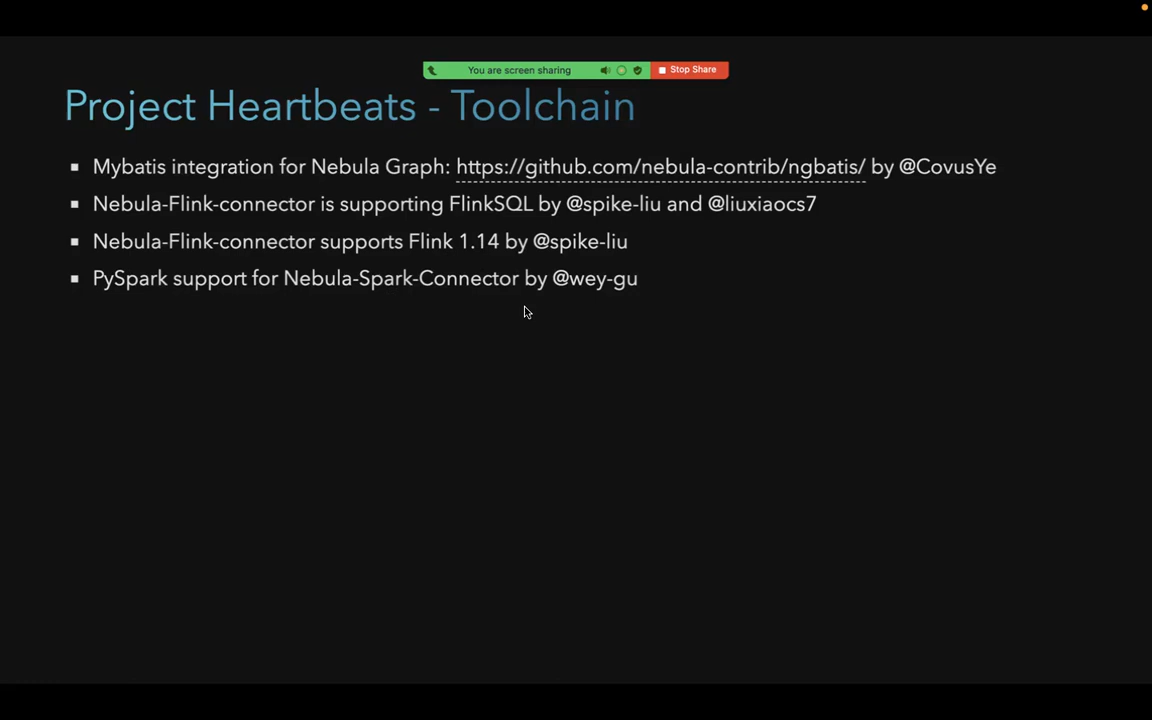 You are screen sharing
Stop Share
Project Heartbeats - Toolchain
▪ Mybatis integration for Nebula Graph: https://github.com/nebula-contrib/ngbatis/ by @CovusYe
▪ Nebula-Flink-connector is supporting FlinkSQL by @spike-liu and @liuxiaocs7
▪ Nebula-Flink-connector supports Flink 1.14 by @spike-liu
▪ PySpark support for Nebula-Spark-Connector by @wey-gu